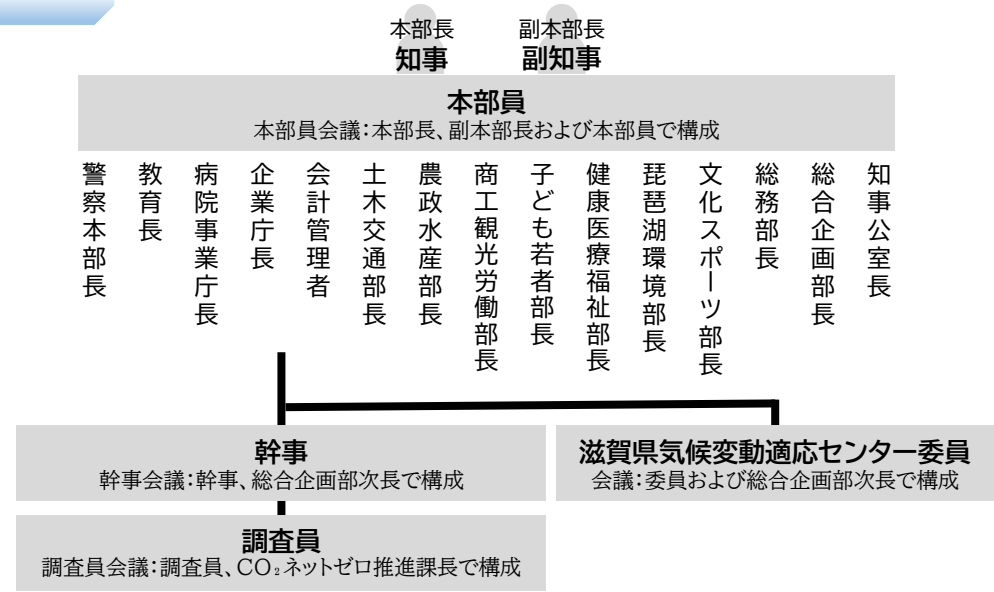 本部長
知事
副本部長
副知事
本部員
本部員会議：本部長、副本部長および本部員で構成
知事公室長
総合企画部長
総務部長
文化スポーツ部長
琵琶湖環境部長
健康医療福祉部長
子ども若者部長
商工観光労働部長
農政水産部長
土木交通部長
会計管理者
企業庁長
病院事業庁長
教育長
警察本部長
幹事
幹事会議：幹事、総合企画部次長で構成
滋賀県気候変動適応センター委員
会議：委員および総合企画部次長で構成
調査員
調査員会議：調査員、CO₂ネットゼロ推進課長で構成